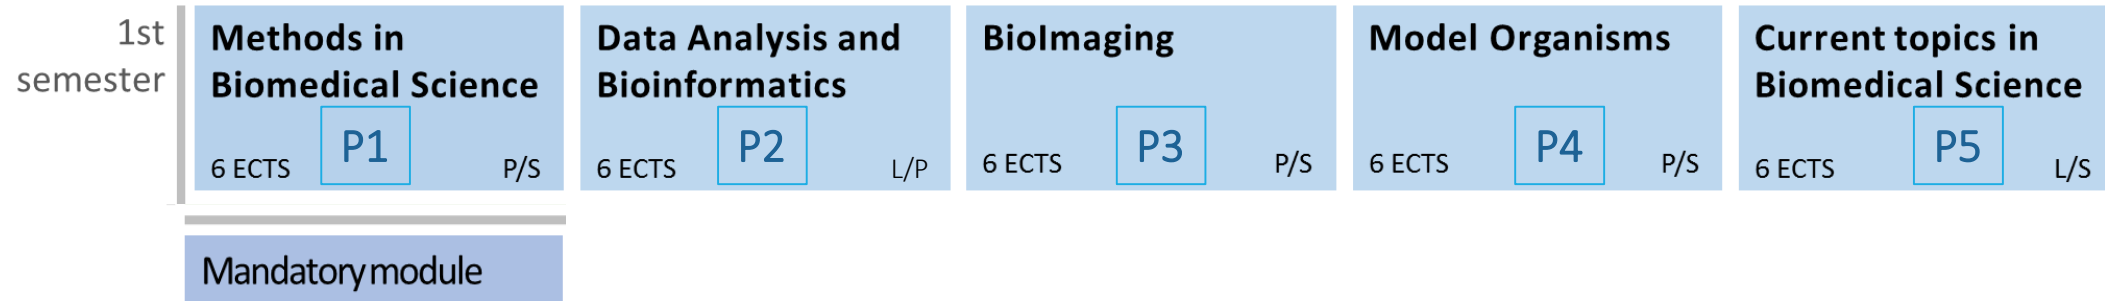 1st
semester
Methods in
Biomedical Science
P1
6 ECTS
P/S
Data Analysis and
Bioinformatics
P2
6 ECTS
L/P
BioImaging
P3
6 ECTS
P/S
Model Organisms
P4
6 ECTS
P/S
Current topics in
Biomedical Science
P5
6 ECTS
L/S
Mandatory module